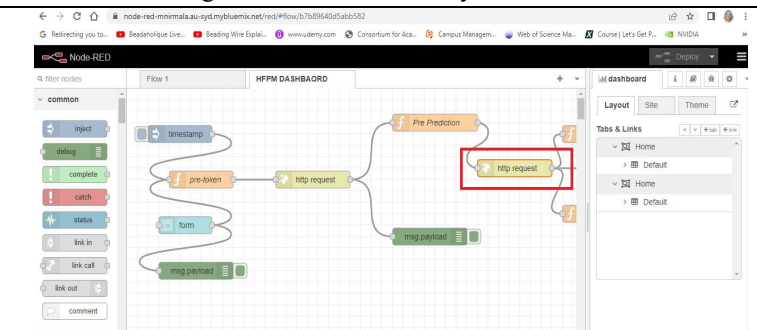 node-red-mnirmala.au-syd.mybluemix.net/red/#flow/b7b89640d5abb582
Redirecting you to... Beadaholique Live... Beading Wire Explai... www.udemy.com Consortium for Aca... Campus Managem... Web of Science Ma... Course | Let's Get P... NVIDIA »
Node-RED Deploy
filter nodes Flow 1 HFPM DASHBAORD dashboard
common
Layout Site Theme
inject
timestamp
Pre Prediction
Tabs & Links + tab + link
debug
Home
complete
pre-token http request http request
Default
catch
Home
status
form
Default
link in
msg.payload
link call
msg.payload
link out
comment